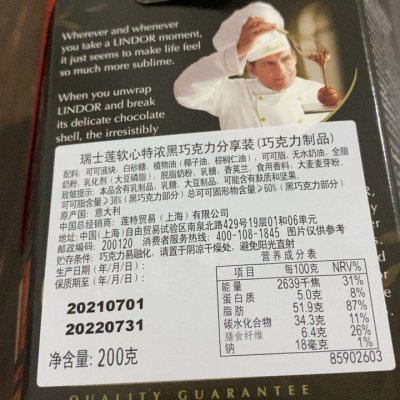 Wherever and whenever
you take a LINDOR moment,
it just seems to make life feel
so much more sublime.
When you unwrap
LINDOR and break
its delicate chocolate
shell, the irresistibly
瑞士莲软心特浓黑巧克力分享装(巧克力制品)
配料: 可可液块、白砂糖、植物油 (椰子油、棕榈仁油)、可可脂、无水奶油、全脂
奶粉、乳化剂 (大豆磷脂)、脱脂奶粉、乳糖、香荚兰、食用香料、大麦麦芽粉、
致敏提示: 本品含有乳制品、乳糖、大豆制品, 可能含有麸质和坚果.
可可脂含量≥38% (黑巧克力部分) 总可可固形物含量≥60% (黑巧克力部分)
原产国: 意大利
中国总经销商: 莲特贸易 (上海) 有限公司
地址: 中国 (上海) 自由贸易试验区南泉北路429号19层01和06单元
邮政编码: 200120 消费者服务热线: 400-108-1845 图片仅供参考
贮存条件: 巧克力易融化, 请置于阴凉干燥处, 避免阳光直射
生产日期 (年/月/日):
保质期至 (年/月/日):
20210701
20220731
净含量: 200克
营养成分表
项目 每100克 NRV%
能量 2639千焦 31%
蛋白质 5.0克 8%
脂肪 51.9克 87%
碳水化合物 34.3克 11%
膳食纤维 6.4克 26%
钠 18毫克 1%
85902603
QUALITY GUARANTEE